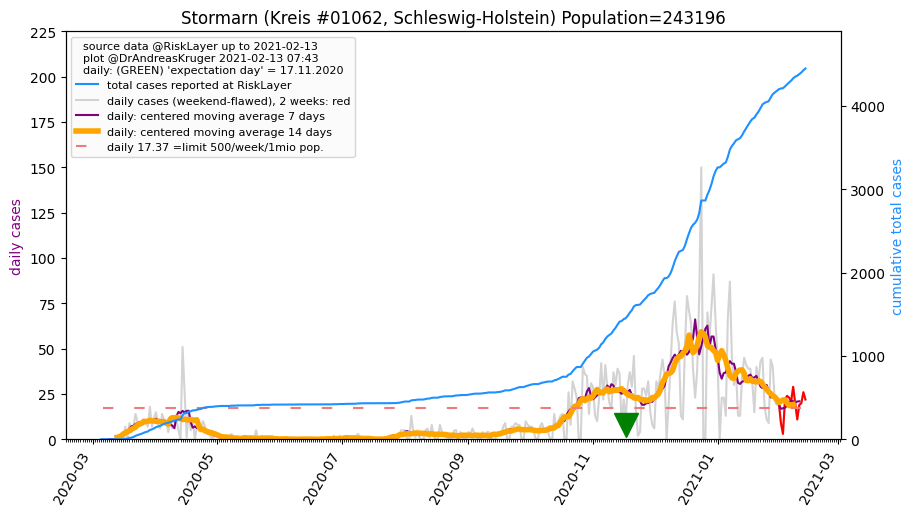 Stormarn (Kreis #01062, Schleswig-Holstein) Population=243196
source data @RiskLayer up to 2021-02-13
plot @DrAndreasKruger 2021-02-13 07:43
daily: (GREEN) 'expectation day' = 17.11.2020
total cases reported at RiskLayer
daily cases (weekend-flawed), 2 weeks: red
daily: centered moving average 7 days
daily: centered moving average 14 days
daily 17.37 =limit 500/week/1mio pop.
daily cases
225
200
175
150
125
100
75
50
25
0
cumulative total cases
4000
3000
2000
1000
0
2020-03
2020-05
2020-07
2020-09
2020-11
2021-01
2021-03